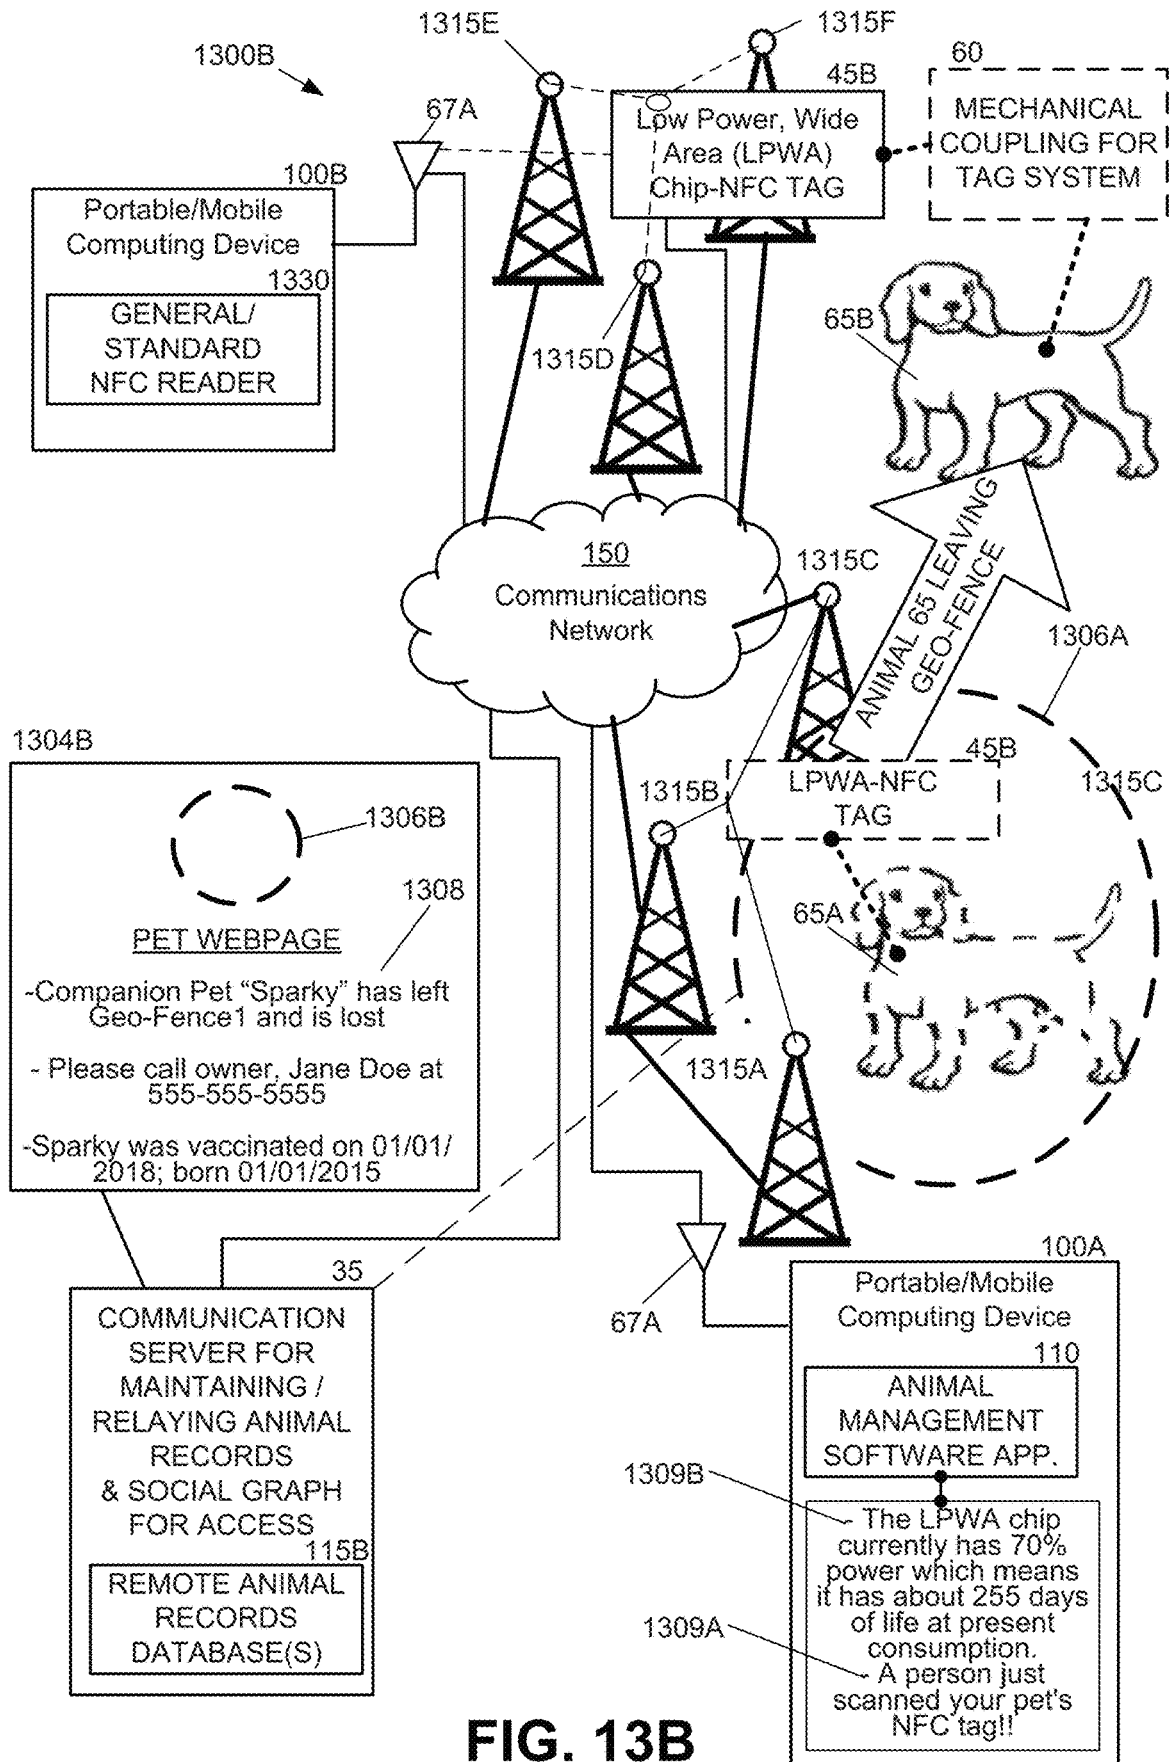 1300B
1315E
1315F
67A
45B
60
Low Power, Wide
Area (LPWA)
Chip-NFC TAG
MECHANICAL
COUPLING FOR
TAG SYSTEM
100B
Portable/Mobile
Computing Device
1330
GENERAL/
STANDARD
NFC READER
1315D
65B
150
Communications
Network
1315C
ANIMAL 65 LEAVING
GEO-FENCE
1306A
1304B
1306B
1308
PET WEBPAGE
-Companion Pet "Sparky" has left
Geo-Fence1 and is lost
- Please call owner, Jane Doe at
555-555-5555
-Sparky was vaccinated on 01/01/
2018; born 01/01/2015
1315B
45B
LPWA-NFC
TAG
1315C
65A
1315A
35
COMMUNICATION
SERVER FOR
MAINTAINING /
RELAYING ANIMAL
RECORDS
& SOCIAL GRAPH
FOR ACCESS
115B
REMOTE ANIMAL
RECORDS
DATABASE(S)
67A
100A
Portable/Mobile
Computing Device
110
ANIMAL
MANAGEMENT
SOFTWARE APP.
1309B
- The LPWA chip
currently has 70%
power which means
it has about 255 days
of life at present
consumption.
1309A
- A person just
scanned your pet's
NFC tag!!
FIG. 13B